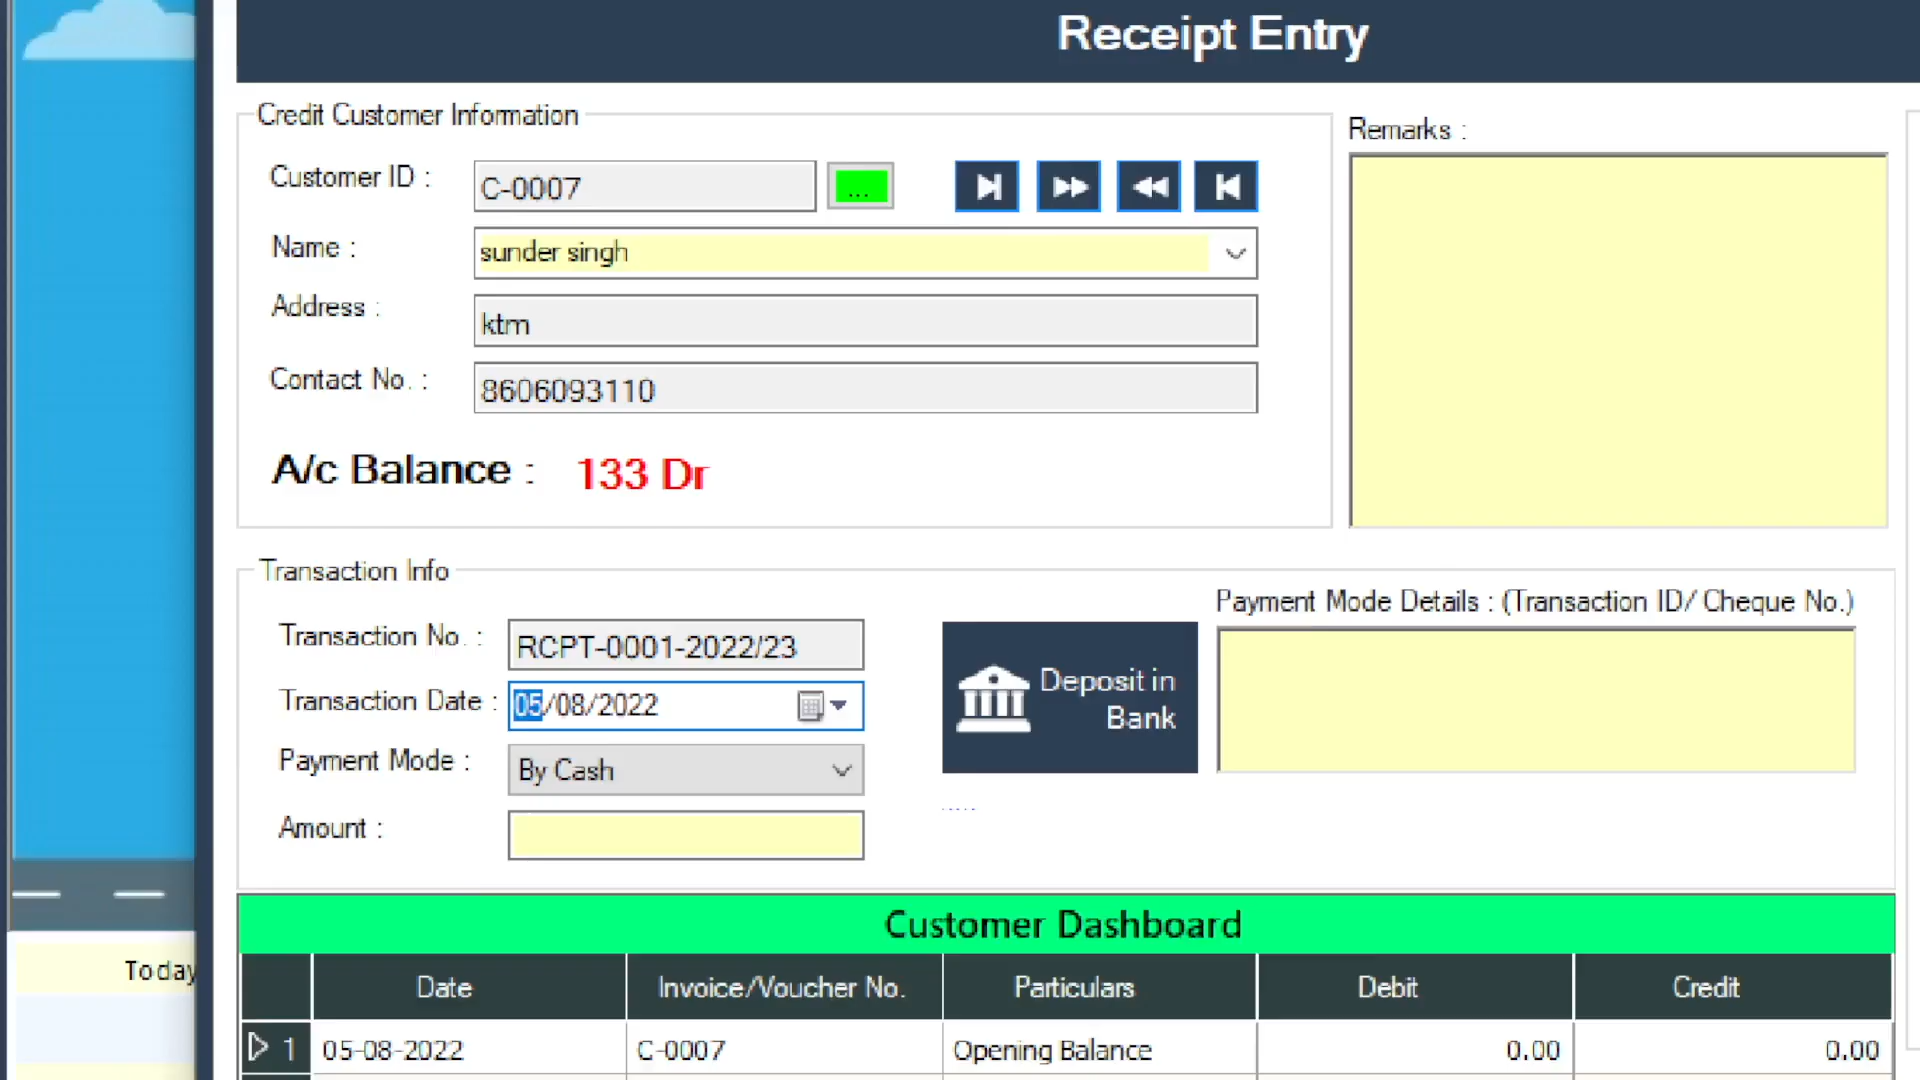 Receipt Entry
Credit Customer Information
Customer ID :
C-0007
...
Name :
sunder singh
Address :
ktm
Contact No. :
8606093110
A/c Balance :
133 Dr
Remarks :
Transaction Info
Transaction No. :
RCPT-0001-2022/23
Transaction Date :
05/08/2022
Payment Mode :
By Cash
Amount :
Deposit in
Bank
.....
Payment Mode Details : (Transaction ID/ Cheque No.)
Customer Dashboard
Date Invoice/Voucher No. Particulars Debit Credit
1 05-08-2022 C-0007 Opening Balance 0.00 0.00
Today